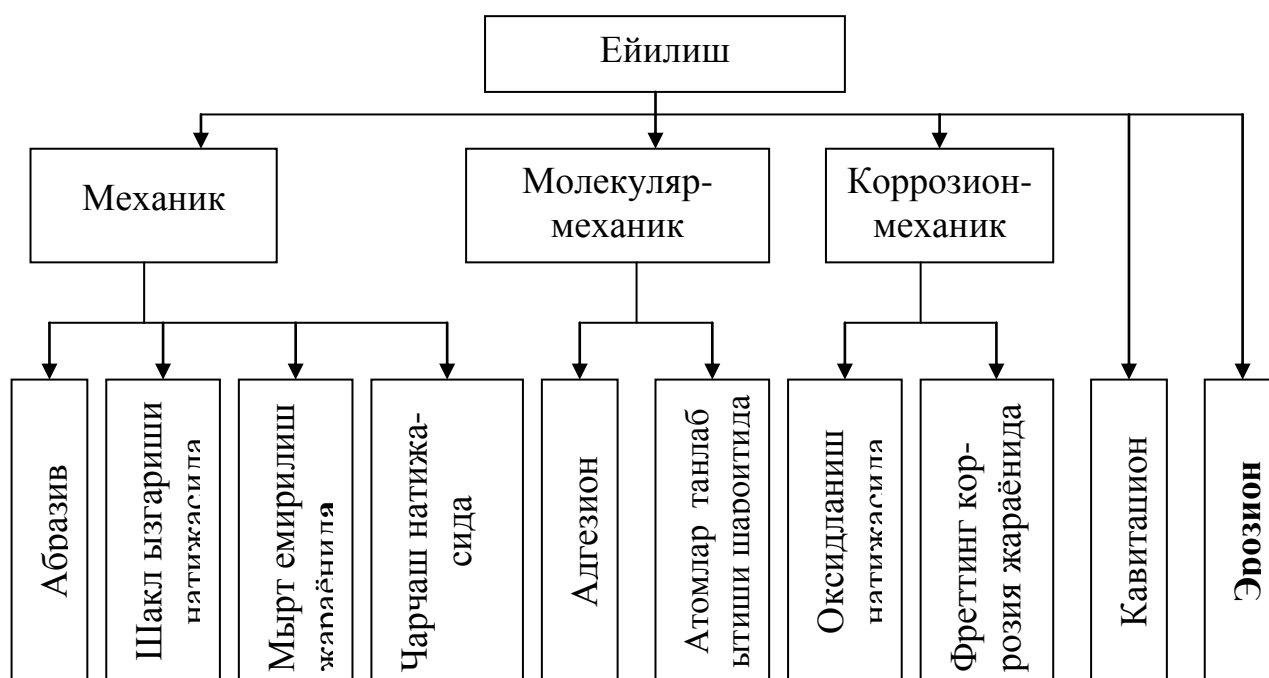 Ейилиш
Механик
Молекуляр-
механик
Коррозион-
механик
Абразив
Шакл ызгариши
натижасида
Мырт емирилиш
жараёнида
Чарчаш натижа-
сида
Адгезион
Атомлар танлаб
ытиши шароитида
Оксидланиш
натижасида
Фреттинг кор-
розия жараёнида
Кавитацион
Эрозион